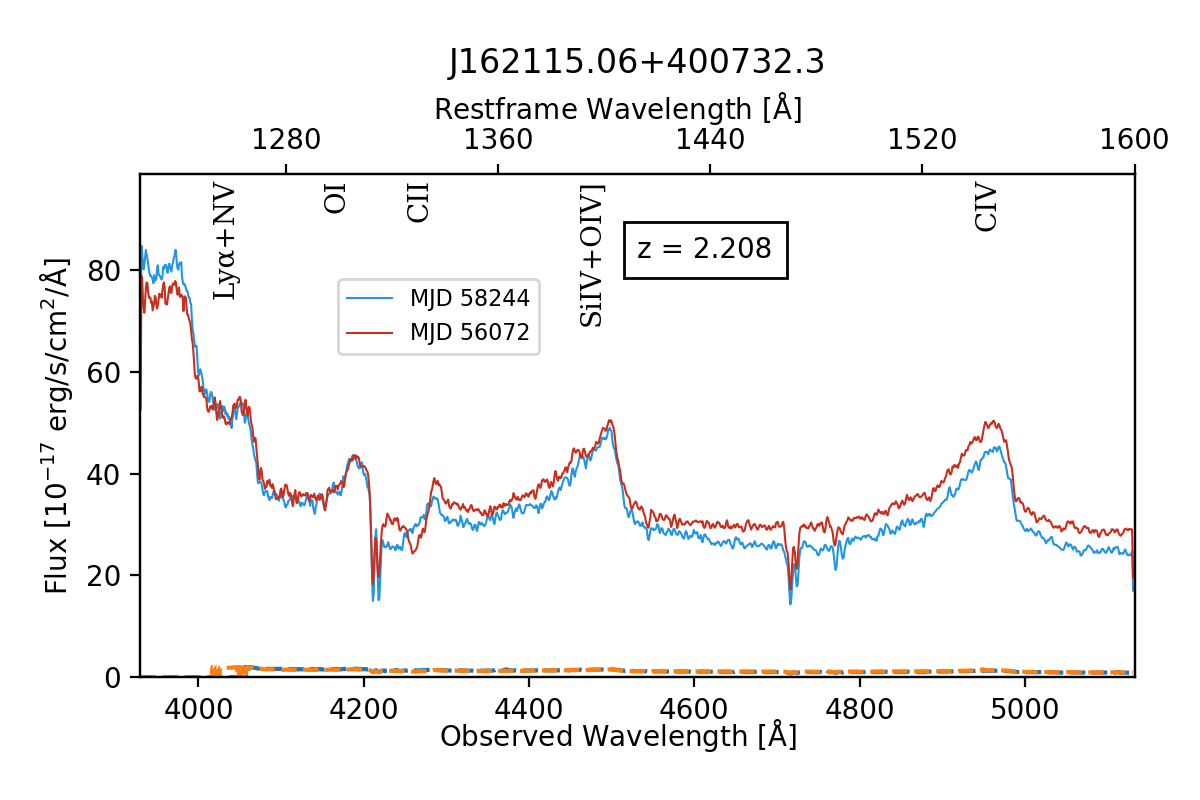 J162115.06+400732.3
Restframe Wavelength [Å]
1280 1360 1440 1520 1600
Lyα+NV
OI
CII
SiIV+OIV]
CIV
z = 2.208
MJD 58244
MJD 56072
Flux [10⁻¹⁷ erg/s/cm²/Å]
80
60
40
20
0
4000 4200 4400 4600 4800 5000
Observed Wavelength [Å]